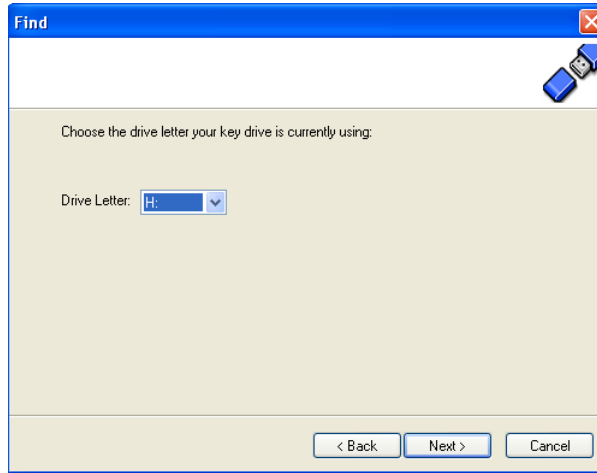 Find
Choose the drive letter your key drive is currently using:
Drive Letter: H:
< Back Next > Cancel